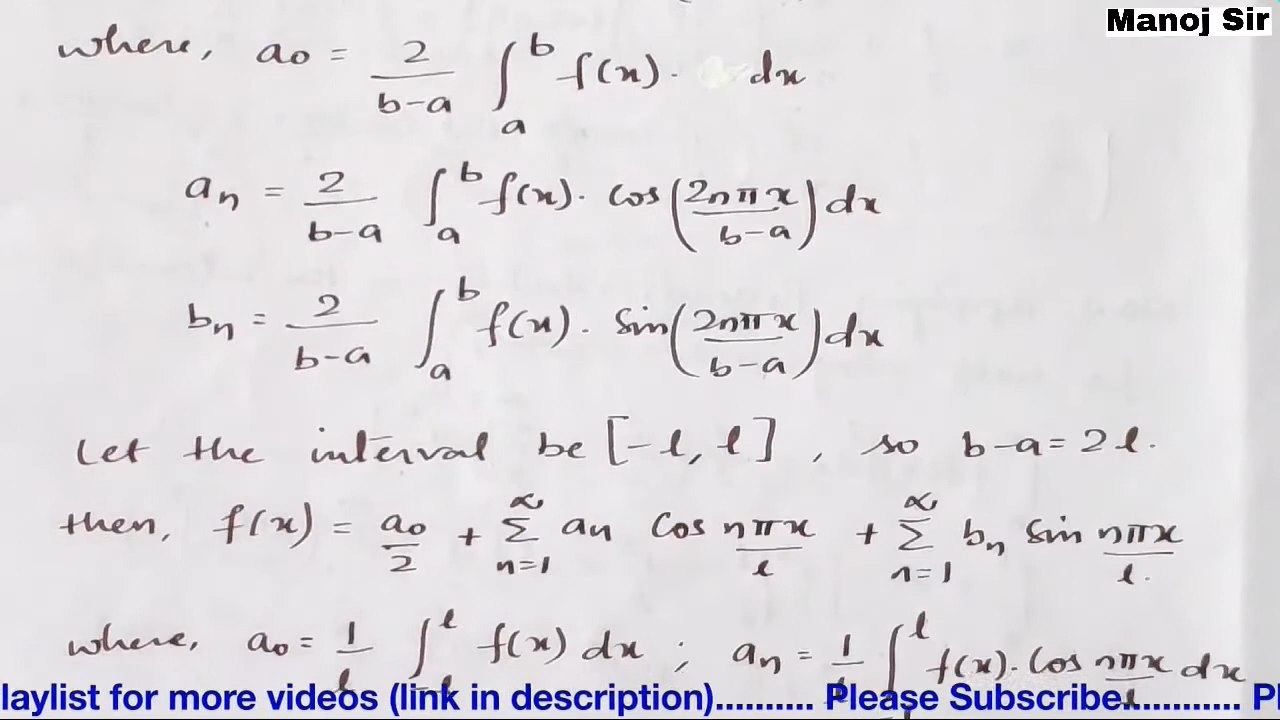 Manoj Sir
where, a₀ = 2/(b-a) ∫_a^b f(x). dx
aₙ = 2/(b-a) ∫_a^b f(x). cos(2nπx/(b-a)) dx
bₙ = 2/(b-a) ∫_a^b f(x). sin(2nπx/(b-a)) dx
Let the interval be [-l, l], so b-a = 2l.
then, f(x) = a₀/2 + Σ_{n=1}^∞ aₙ cos nπx/l + Σ_{n=1}^∞ bₙ sin nπx/l.
where, a₀ = 1/l ∫_{-l}^l f(x) dx ; aₙ = 1/l ∫^l f(x). cos nπx/l dx
laylist for more videos (link in description).......... Please Subscribe............